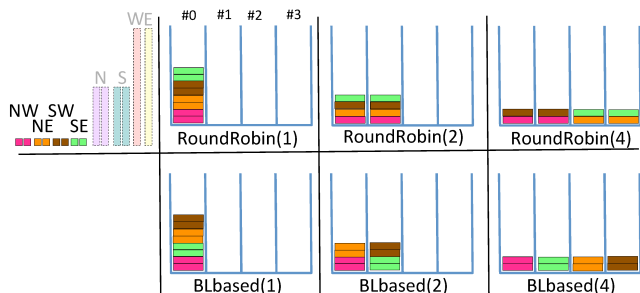 #0 #1 #2 #3
WE
N S
NW SW
NE SE
RoundRobin(1) RoundRobin(2) RoundRobin(4)
BLbased(1) BLbased(2) BLbased(4)